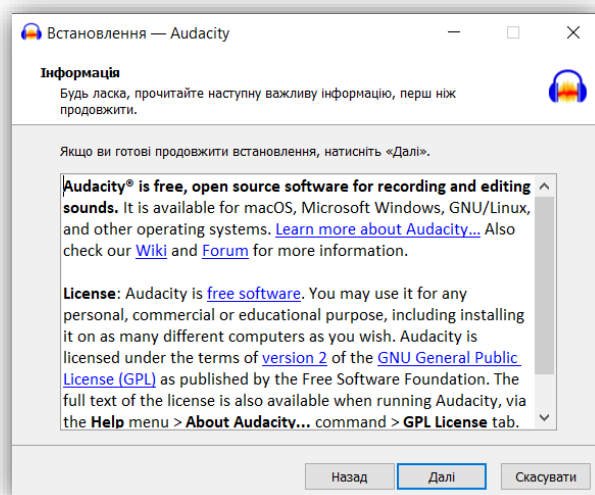 Встановлення — Audacity
Інформація
Будь ласка, прочитайте наступну важливу інформацію, перш ніж
продовжити.
Якщо ви готові продовжити встановлення, натисніть «Далі».
Audacity® is free, open source software for recording and editing
sounds. It is available for macOS, Microsoft Windows, GNU/Linux,
and other operating systems. Learn more about Audacity... Also
check our Wiki and Forum for more information.
License: Audacity is free software. You may use it for any
personal, commercial or educational purpose, including installing
it on as many different computers as you wish. Audacity is
licensed under the terms of version 2 of the GNU General Public
License (GPL) as published by the Free Software Foundation. The
full text of the license is also available when running Audacity, via
the Help menu > About Audacity... command > GPL License tab.
Назад Далі Скасувати